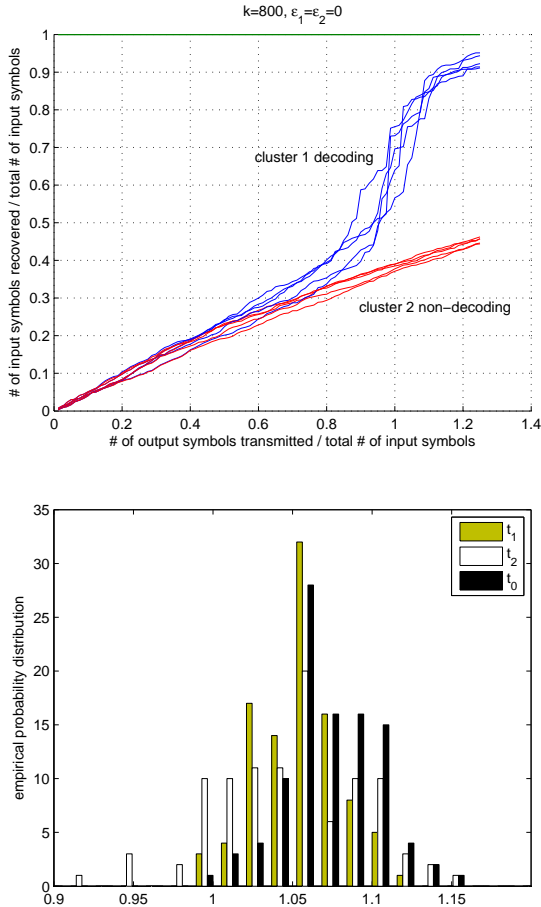 k=800, ε₁=ε₂=0
# of input symbols recovered / total # of input symbols
1
0.9
0.8
0.7
0.6
0.5
0.4
0.3
0.2
0.1
0
cluster 1 decoding
cluster 2 non−decoding
0 0.2 0.4 0.6 0.8 1 1.2 1.4
# of output symbols transmitted / total # of input symbols
empirical probability distribution
35
30
25
20
15
10
5
0
t₁
t₂
t₀
0.9 0.95 1 1.05 1.1 1.15